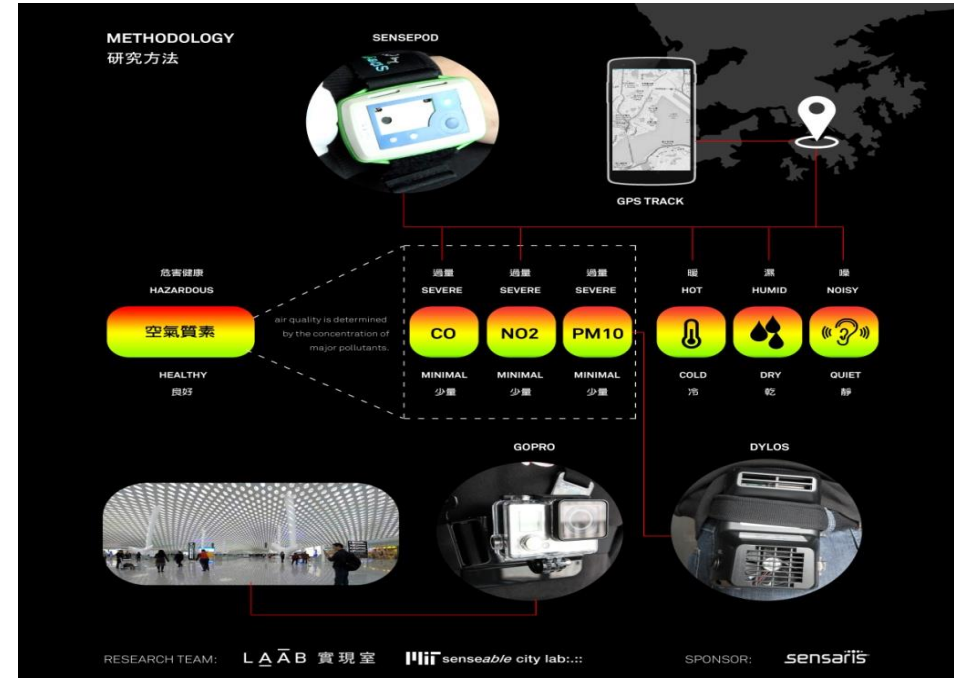 METHODOLOGY
研究方法
SENSEPOD
GPS TRACK
危害健康
HAZARDOUS
空氣質素
HEALTHY
良好
air quality is determined
by the concentration of
major pollutants.
過量
SEVERE
CO
MINIMAL
少量
過量
SEVERE
NO2
MINIMAL
少量
過量
SEVERE
PM10
MINIMAL
少量
暖
HOT
COLD
冷
濕
HUMID
DRY
乾
噪
NOISY
QUIET
靜
GOPRO
DYLOS
RESEARCH TEAM:
LAAB 實現室
MIT senseable city lab:.::
SPONSOR:
sensaris